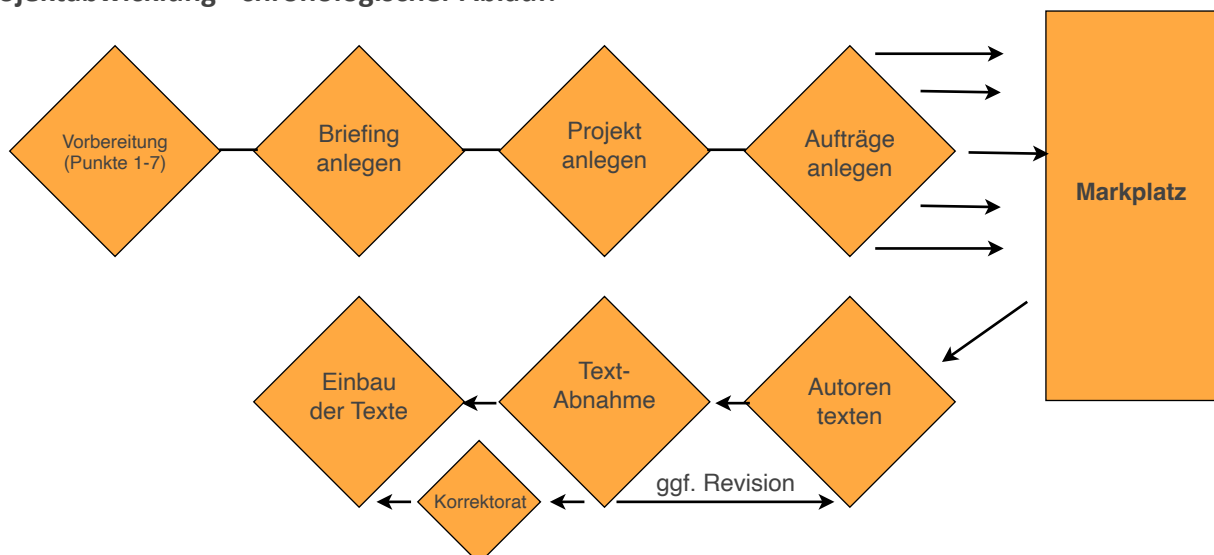 Vorbereitung
(Punkte 1-7)
Briefing
anlegen
Projekt
anlegen
Aufträge
anlegen
Markplatz
Einbau
der Texte
Text-
Abnahme
Autoren
texten
Korrektorat
ggf. Revision